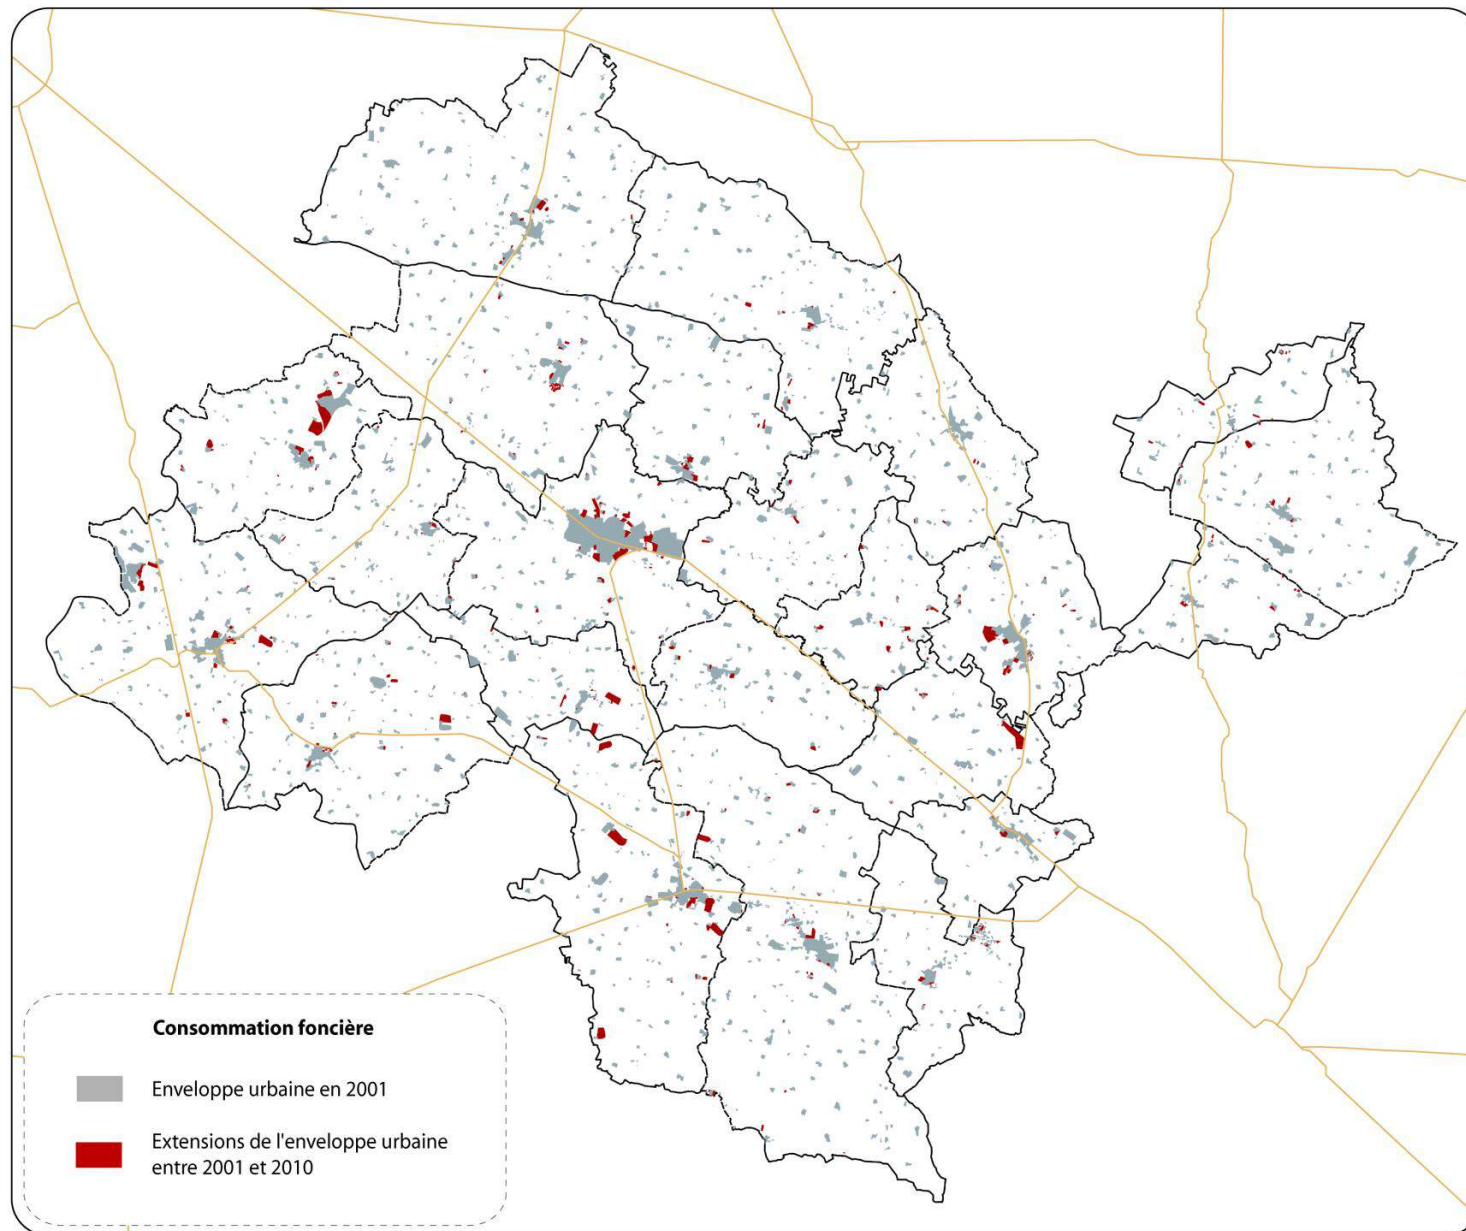 Consommation foncière
Enveloppe urbaine en 2001
Extensions de l'enveloppe urbaine
entre 2001 et 2010